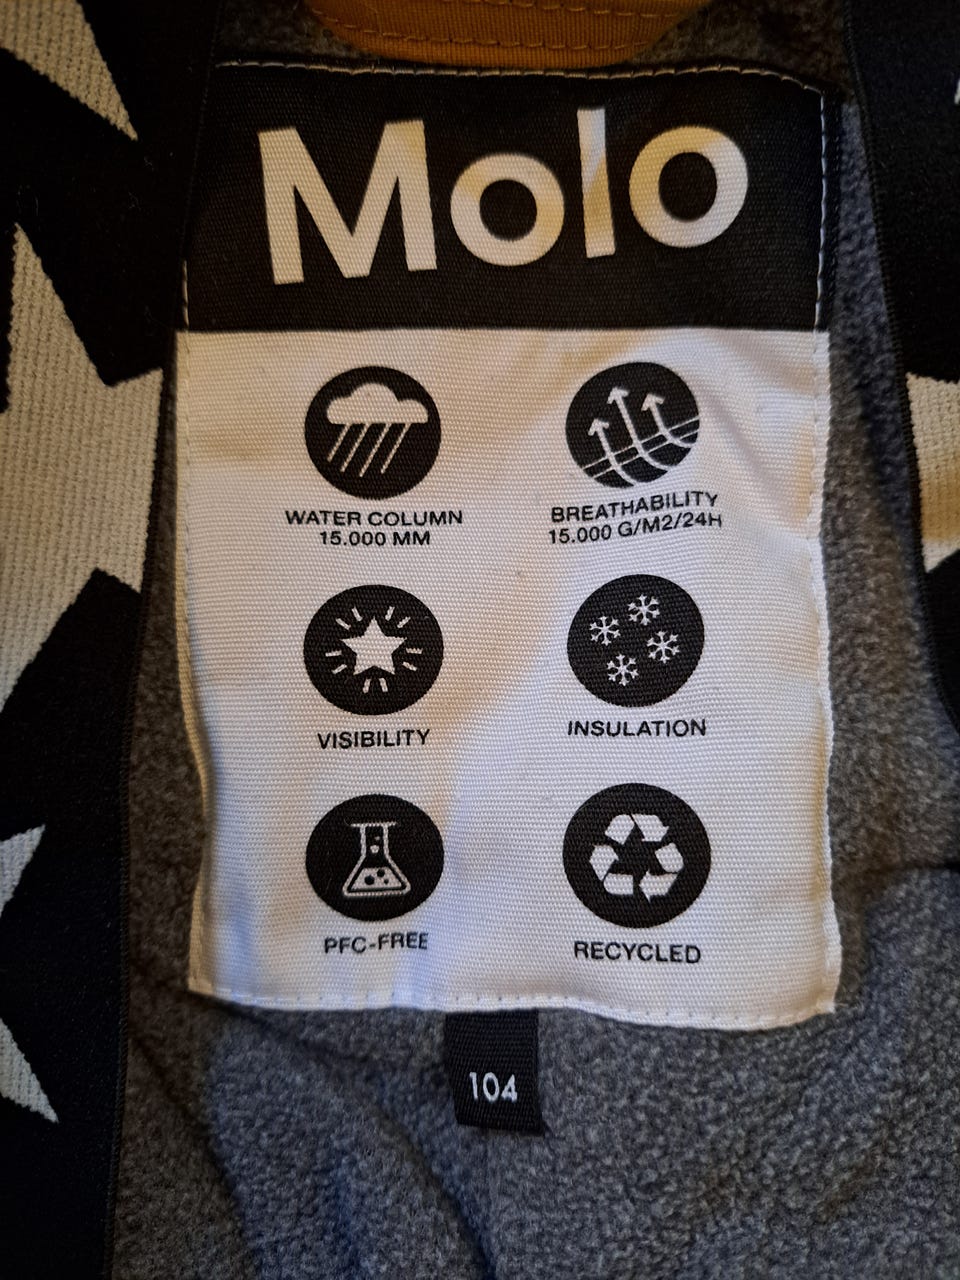 Molo
WATER COLUMN
15.000 MM
BREATHABILITY
15.000 G/M2/24H
VISIBILITY
INSULATION
PFC-FREE
RECYCLED
104